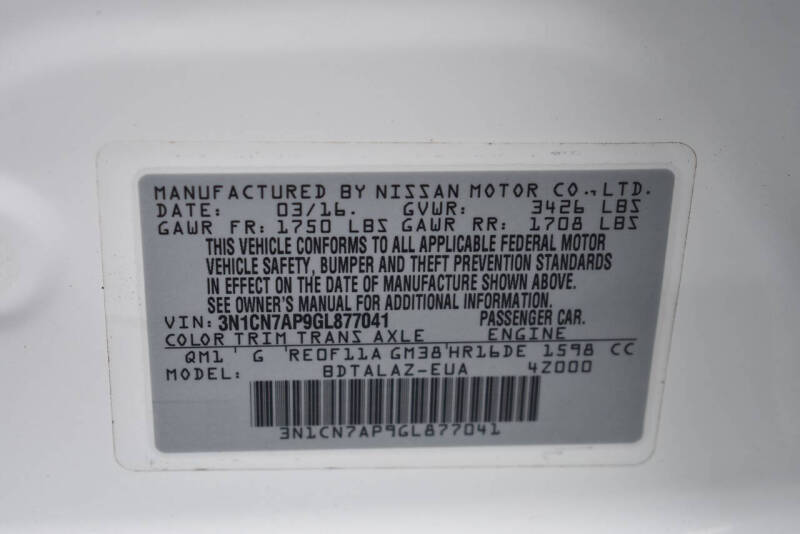 MANUFACTURED BY NISSAN MOTOR CO.,LTD.
DATE: 03/16. GVWR: 3426 LBS
GAWR FR: 1750 LBS GAWR RR: 1708 LBS
THIS VEHICLE CONFORMS TO ALL APPLICABLE FEDERAL MOTOR
VEHICLE SAFETY, BUMPER AND THEFT PREVENTION STANDARDS
IN EFFECT ON THE DATE OF MANUFACTURE SHOWN ABOVE.
SEE OWNER'S MANUAL FOR ADDITIONAL INFORMATION.
VIN: 3N1CN7AP9GL877041 PASSENGER CAR.
COLOR TRIM TRANS AXLE ENGINE
QM1 ' G 'RE0F11A GM38'HR16DE 1598 CC
MODEL: BDTALAZ-EUA 4Z000
3N1CN7AP9GL877041